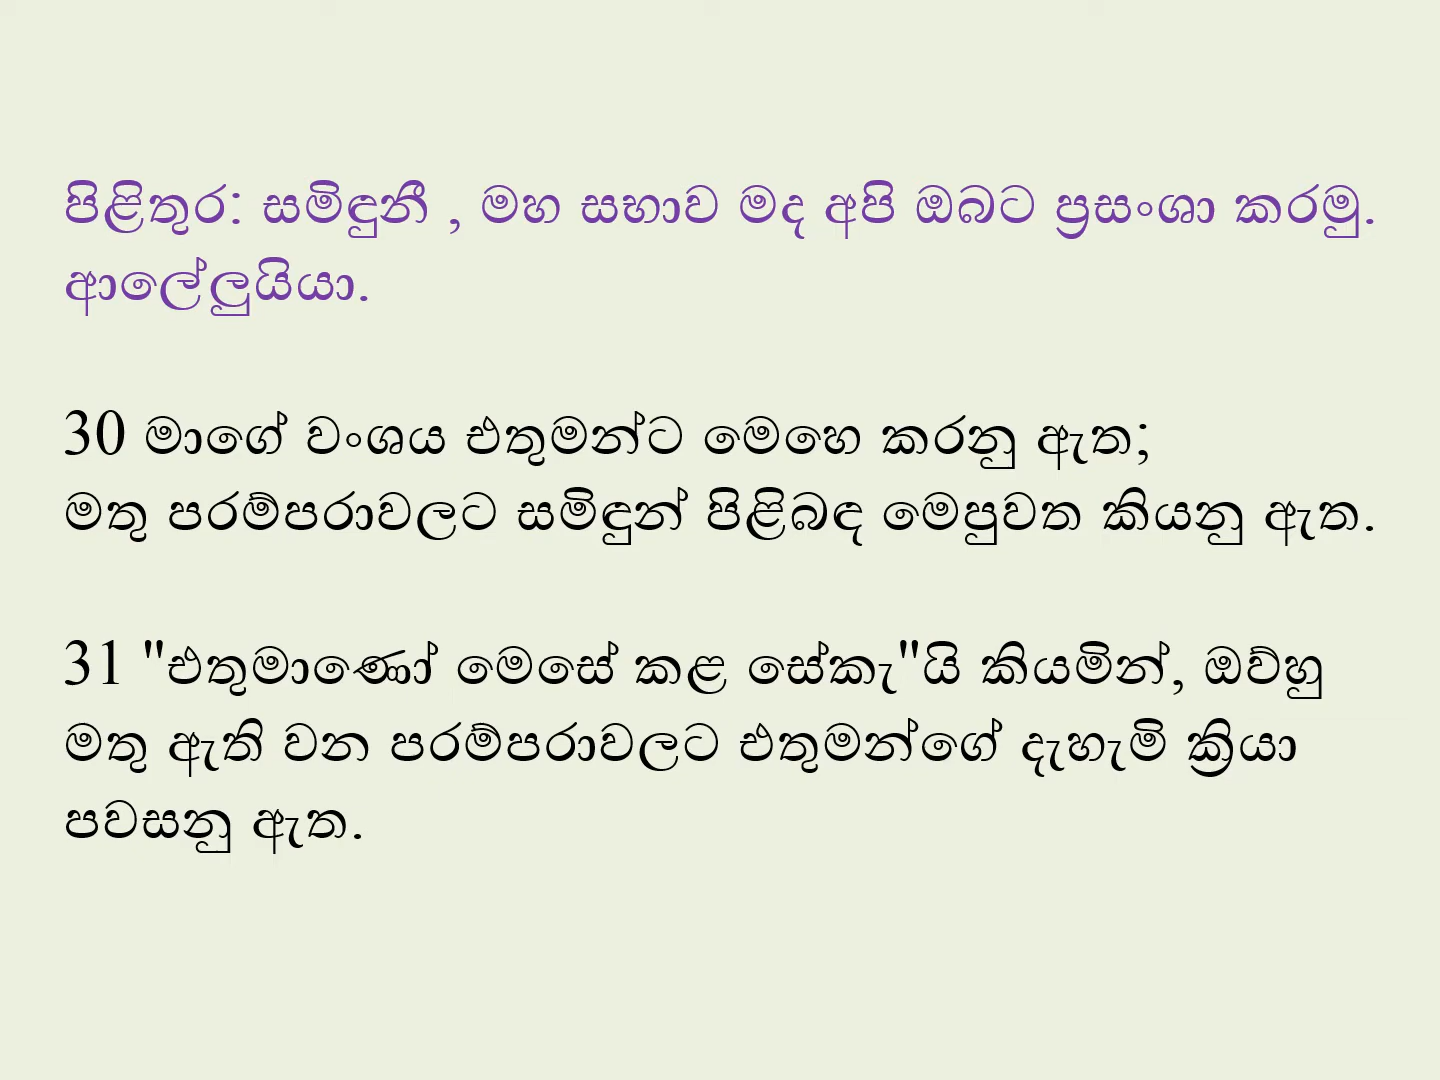 පිළිතුර: සමිඳුනී , මහ සභාව මද අපි ඔබට ප්‍රසංශා කරමු.
ආලේලුයියා.
30 මාගේ වංශය එතුමන්ට මෙහෙ කරනු ඇත;
මතු පරම්පරාවලට සමිඳුන් පිළිබඳ මෙපුවත කියනු ඇත.
31 "එතුමාණෝ මෙසේ කළ සේකැ"යි කියමින්, ඔව්හු
මතු ඇති වන පරම්පරාවලට එතුමන්ගේ දැහැමි ක්‍රියා
පවසනු ඇත.